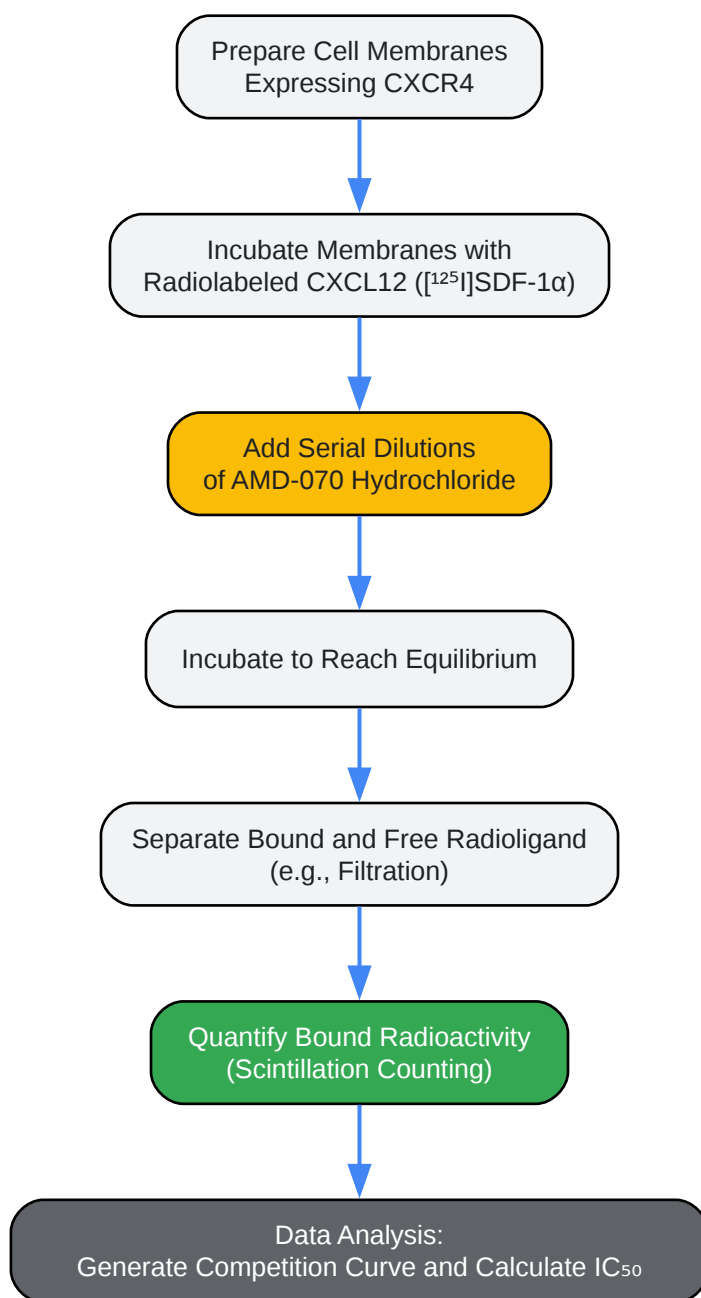 Prepare Cell Membranes
Expressing CXCR4
Incubate Membranes with
Radiolabeled CXCL12 ([¹²⁵I]SDF-1α)
Add Serial Dilutions
of AMD-070 Hydrochloride
Incubate to Reach Equilibrium
Separate Bound and Free Radioligand
(e.g., Filtration)
Quantify Bound Radioactivity
(Scintillation Counting)
Data Analysis:
Generate Competition Curve and Calculate IC₅₀